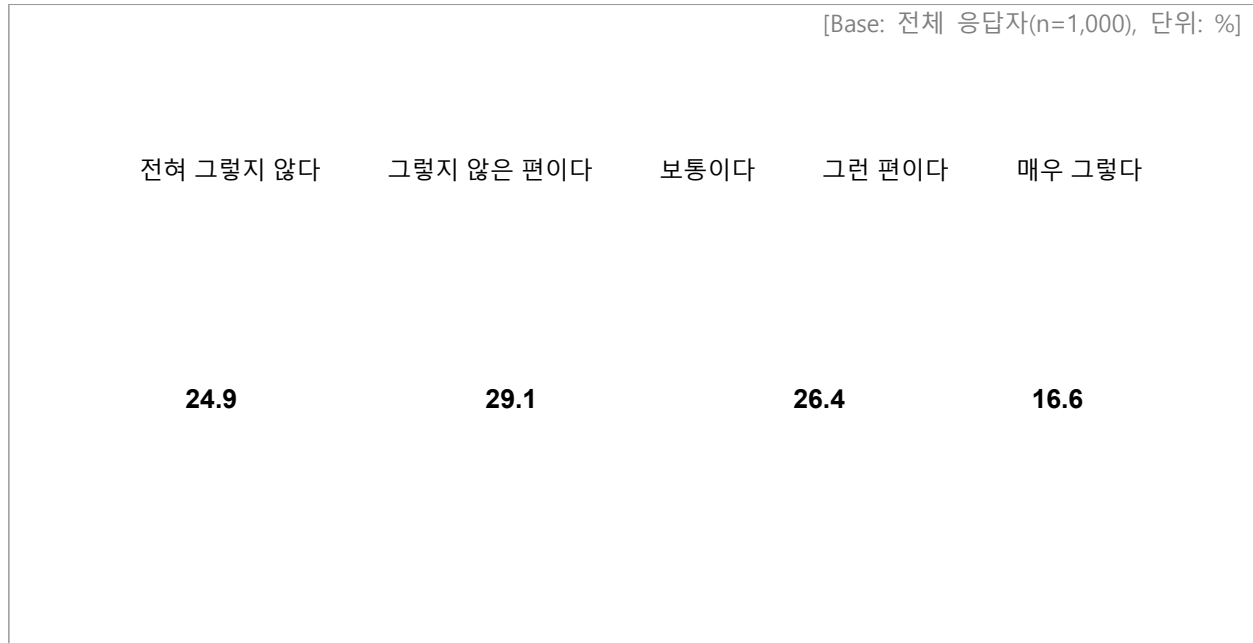 [Base: 전체 응답자(n=1,000), 단위: %]
전혀 그렇지 않다 그렇지 않은 편이다 보통이다 그런 편이다 매우 그렇다
24.9 29.1 26.4 16.6